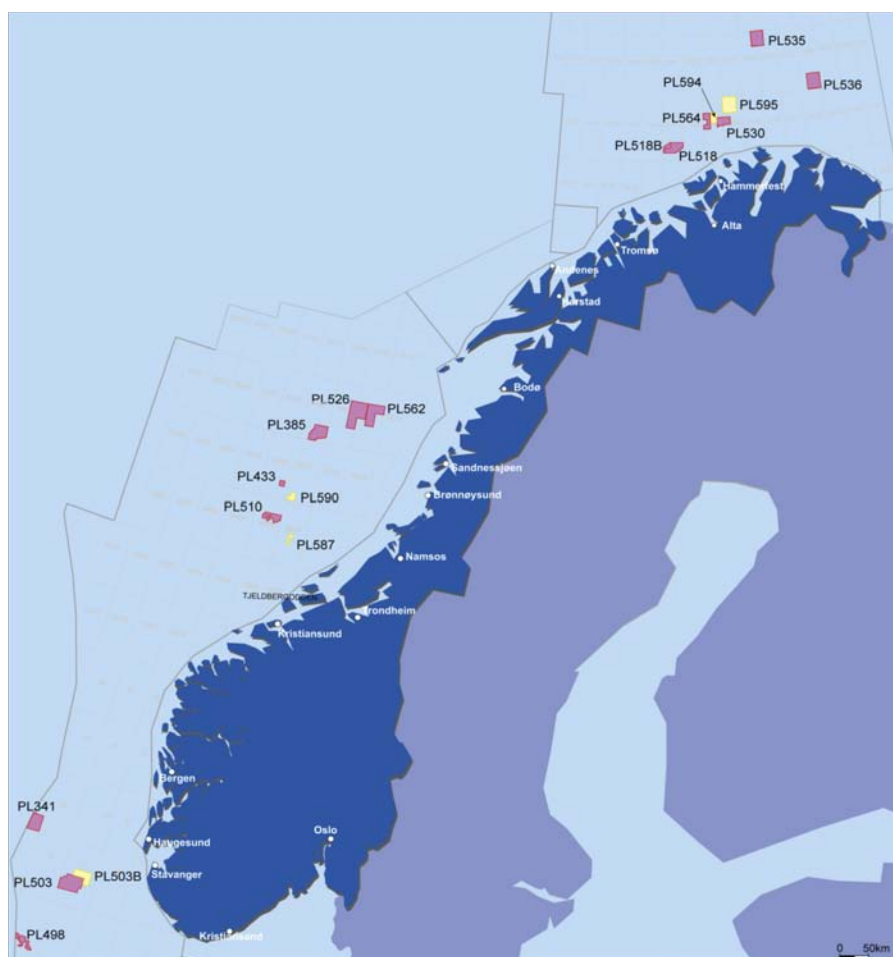 PL535
PL594
PL536
PL595
PL564
PL530
PL518B
PL518
Hammerfest
Alta
Tromsø
Andenes
Harstad
Bodø
PL526
PL562
PL385
Sandnessjøen
PL433
PL590
Brønnøysund
PL510
PL587
Namsos
TJELDBERGODDEN
Trondheim
Kristiansund
Bergen
PL341
Oslo
Haugesund
Stavanger
PL503B
PL503
Kristiansand
PL498
0 50km